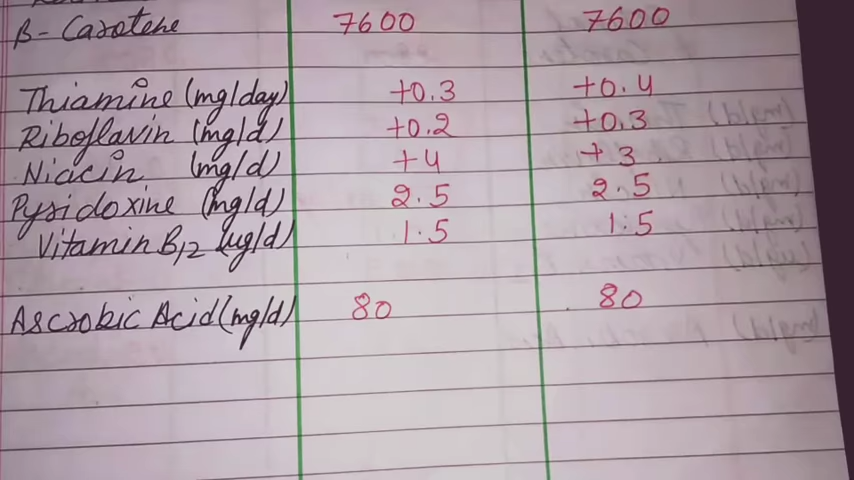 β- Carotene 7600 7600
Thiamine (mg/day) +0.3 +0.4
Riboflavin (mg/d) +0.2 +0.3
Niacin (mg/d) +4 +3
Pyridoxine (mg/d) 2.5 2.5
Vitamin B12 (ug/d) 1.5 1.5
Ascrobic Acid (mg/d) 80 80